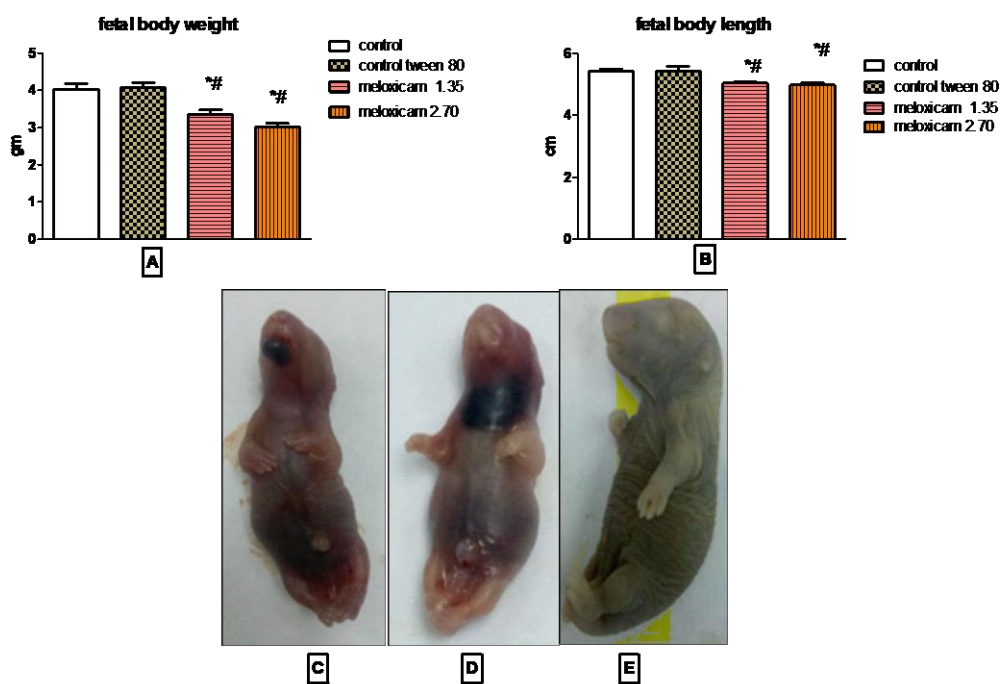 fetal body weight
5
4
3
2
1
0
gm
control
control tween 80
meloxicam 1.35
meloxicam 2.70
*#
*#
A
fetal body length
6
4
2
0
cm
control
control tween 80
meloxicam 1.35
meloxicam 2.70
*#
*#
B
C
D
E